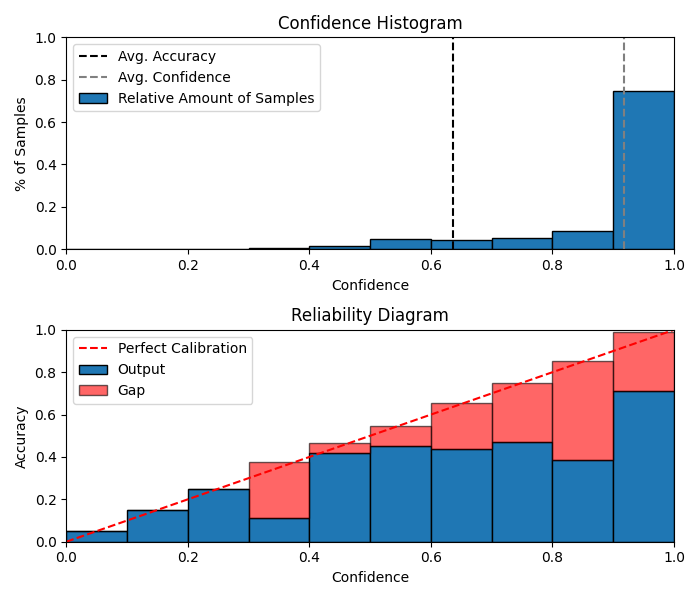 Confidence Histogram
1.0
0.8
0.6
0.4
0.2
0.0
% of Samples
Avg. Accuracy
Avg. Confidence
Relative Amount of Samples
0.0 0.2 0.4 0.6 0.8 1.0
Confidence
Reliability Diagram
1.0
0.8
0.6
0.4
0.2
0.0
Accuracy
Perfect Calibration
Output
Gap
0.0 0.2 0.4 0.6 0.8 1.0
Confidence